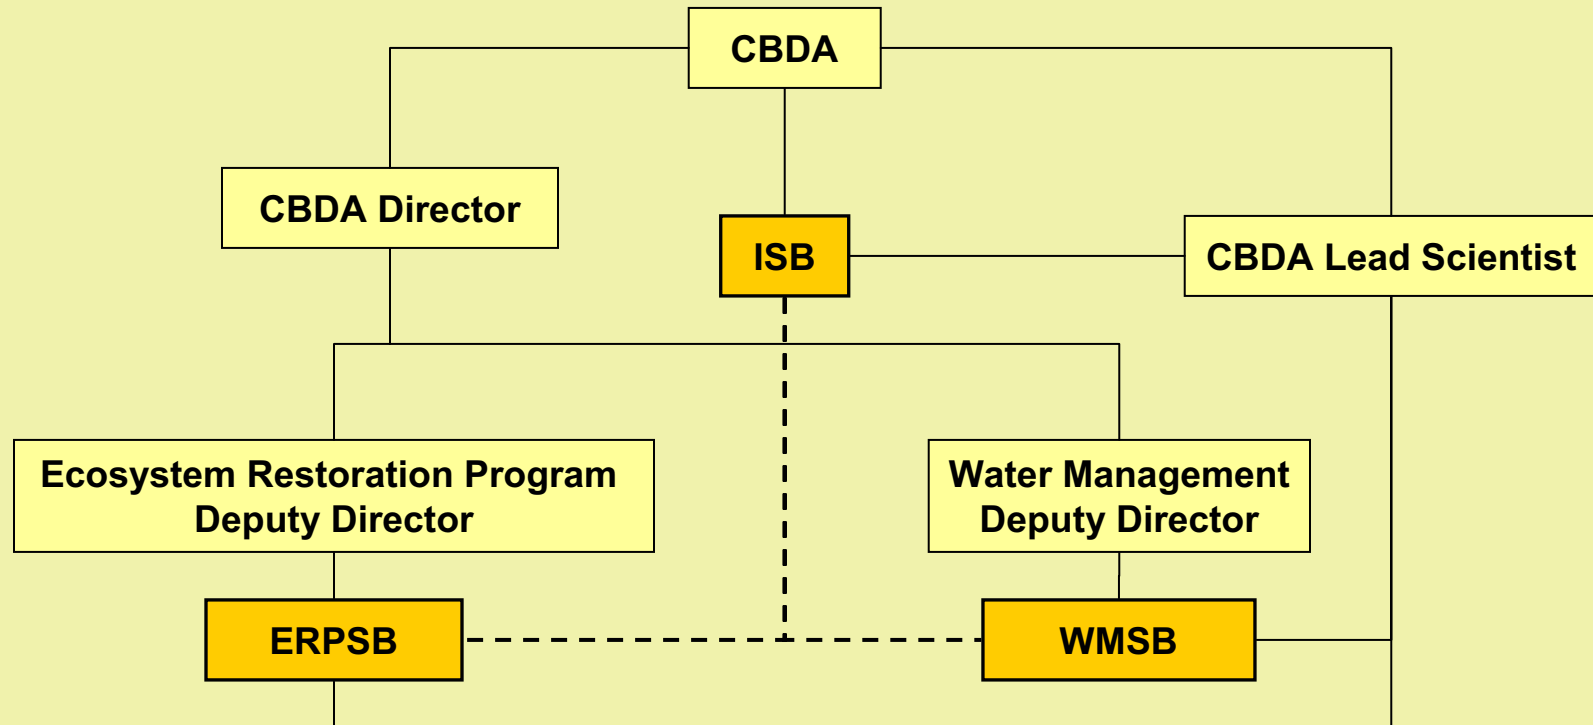 CBDA
CBDA Director
ISB
CBDA Lead Scientist
Ecosystem Restoration Program
Deputy Director
Water Management
Deputy Director
ERPSB
WMSB